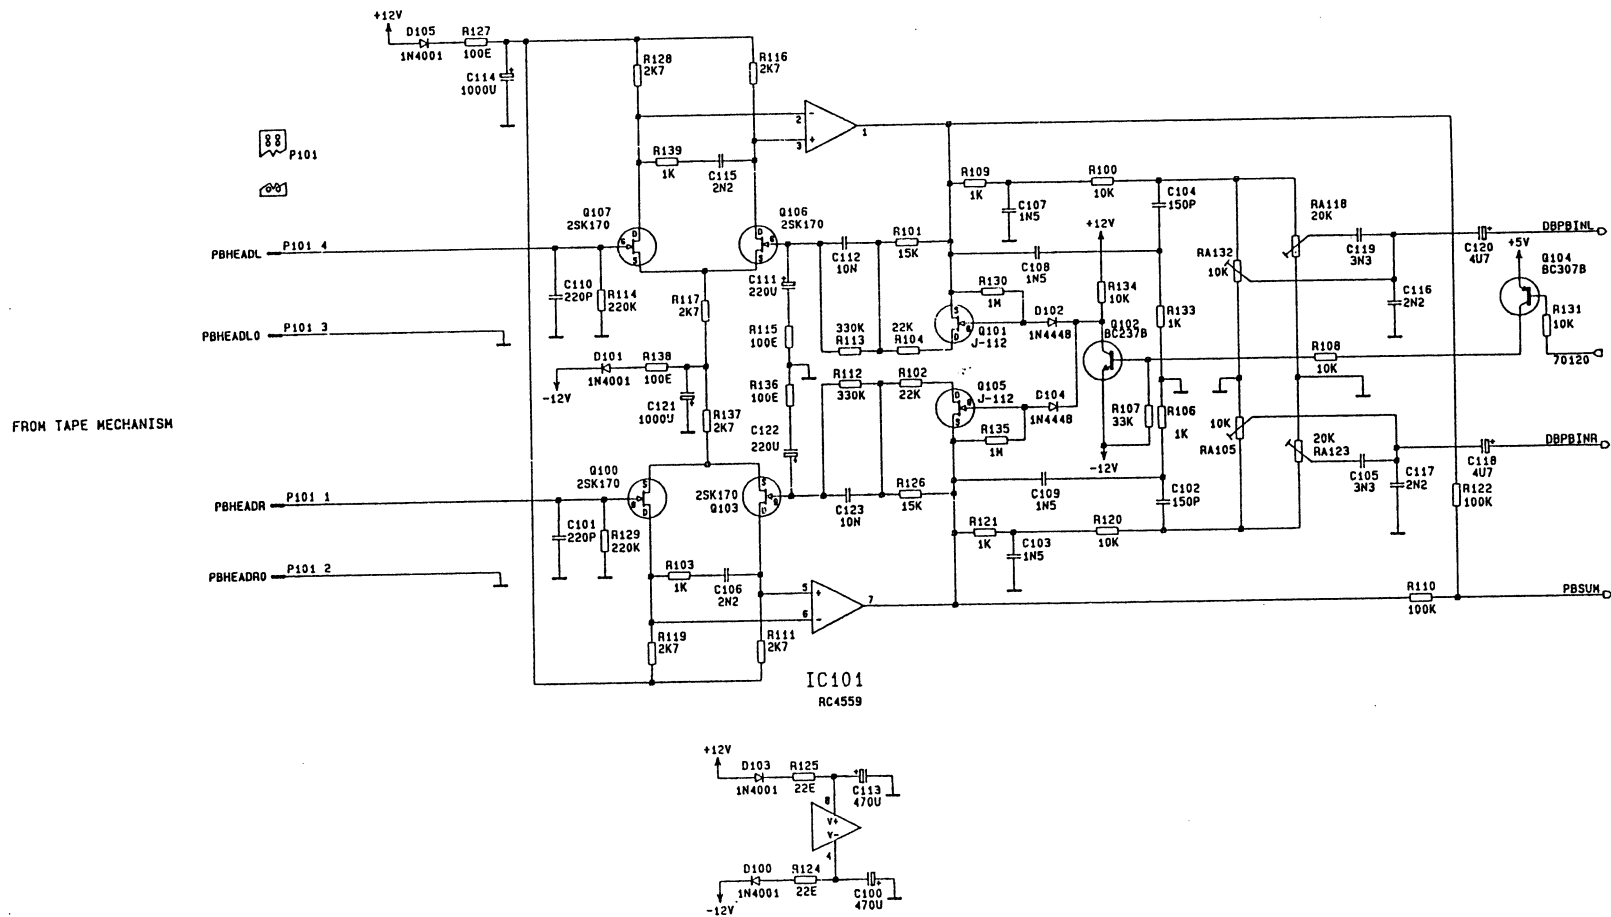 +12V
D105
1N4001
R127
100E
C114
1000U
R128
2K7
R116
2K7
2
3
-
+
1
P101
R139
1K
C115
2N2
Q107
2SK170
Q106
2SK170
D
G
S
D
G
S
PBHEADL
P101 4
C110
220P
R114
220K
R117
2K7
C111
220U
C112
10N
R101
15K
R109
1K
C107
1N5
R100
10K
C104
150P
+12V
C108
1N5
R130
1M
R134
10K
RA118
20K
C119
3N3
RA132
10K
C120
4U7
DBPBINL
+5V
Q104
BC307B
C116
2N2
R131
10K
70120
PBHEADLO
P101 3
R115
100E
330K
R113
22K
R104
S
G
D
Q101
J-112
D102
1N4448
Q102
BC237B
R133
1K
R108
10K
D101
1N4001
R138
100E
-12V
C121
1000U
R136
100E
R112
330K
R102
22K
Q105
J-112
D
G
S
D104
1N4448
R107
33K
R106
1K
R137
2K7
C122
220U
R135
1M
-12V
10K
RA105
20K
RA123
C105
3N3
C118
4U7
DBPBINR
C117
2N2
FROM TAPE MECHANISM
Q100
2SK170
2SK170
Q103
S
G
D
S
G
D
PBHEADR
P101 1
C101
220P
R129
220K
C123
10N
R126
15K
C109
1N5
C102
150P
R122
100K
R121
1K
C103
1N5
R120
10K
PBHEADRO
P101 2
R103
1K
C106
2N2
5
6
+
-
7
R110
100K
PBSUM
R119
2K7
R111
2K7
IC101
RC4559
+12V
D103
1N4001
R125
22E
C113
470U
8
V+
V-
4
D100
1N4001
R124
22E
C100
470U
-12V